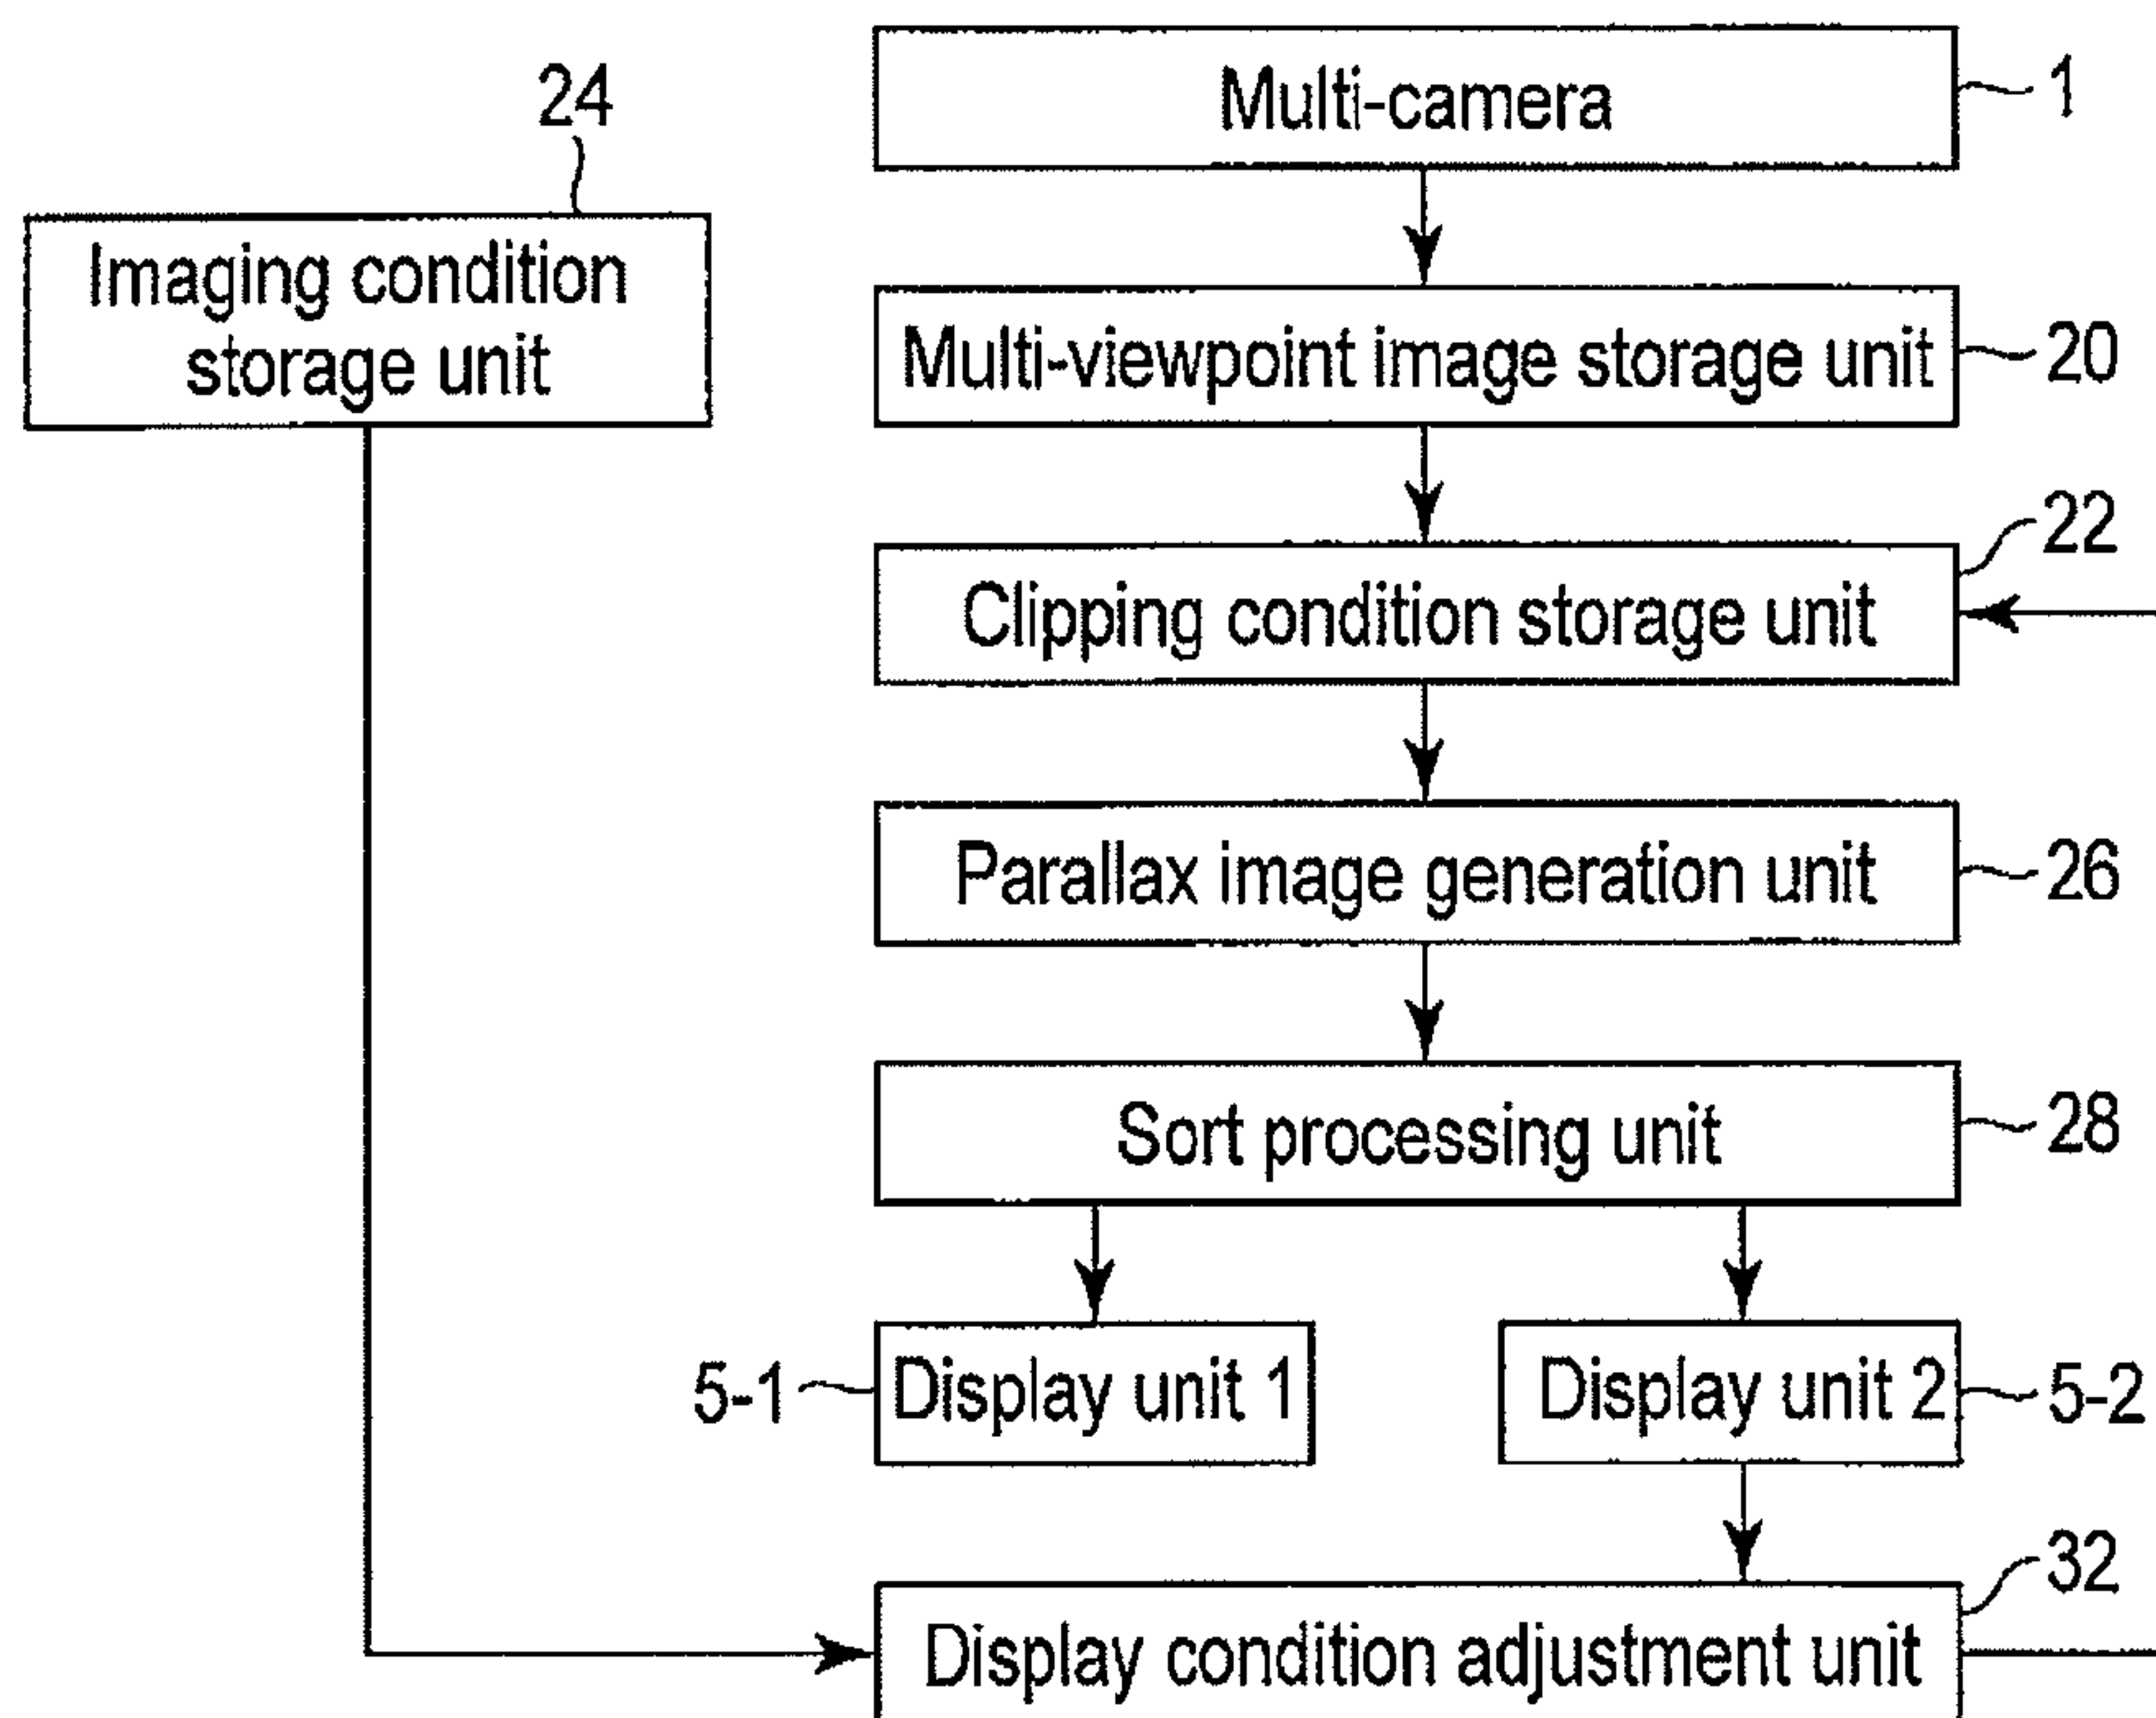 Multi-camera
1
24
Imaging condition
storage unit
Multi-viewpoint image storage unit
20
22
Clipping condition storage unit
Parallax image generation unit
26
Sort processing unit
28
5-1
Display unit 1
Display unit 2
5-2
32
Display condition adjustment unit